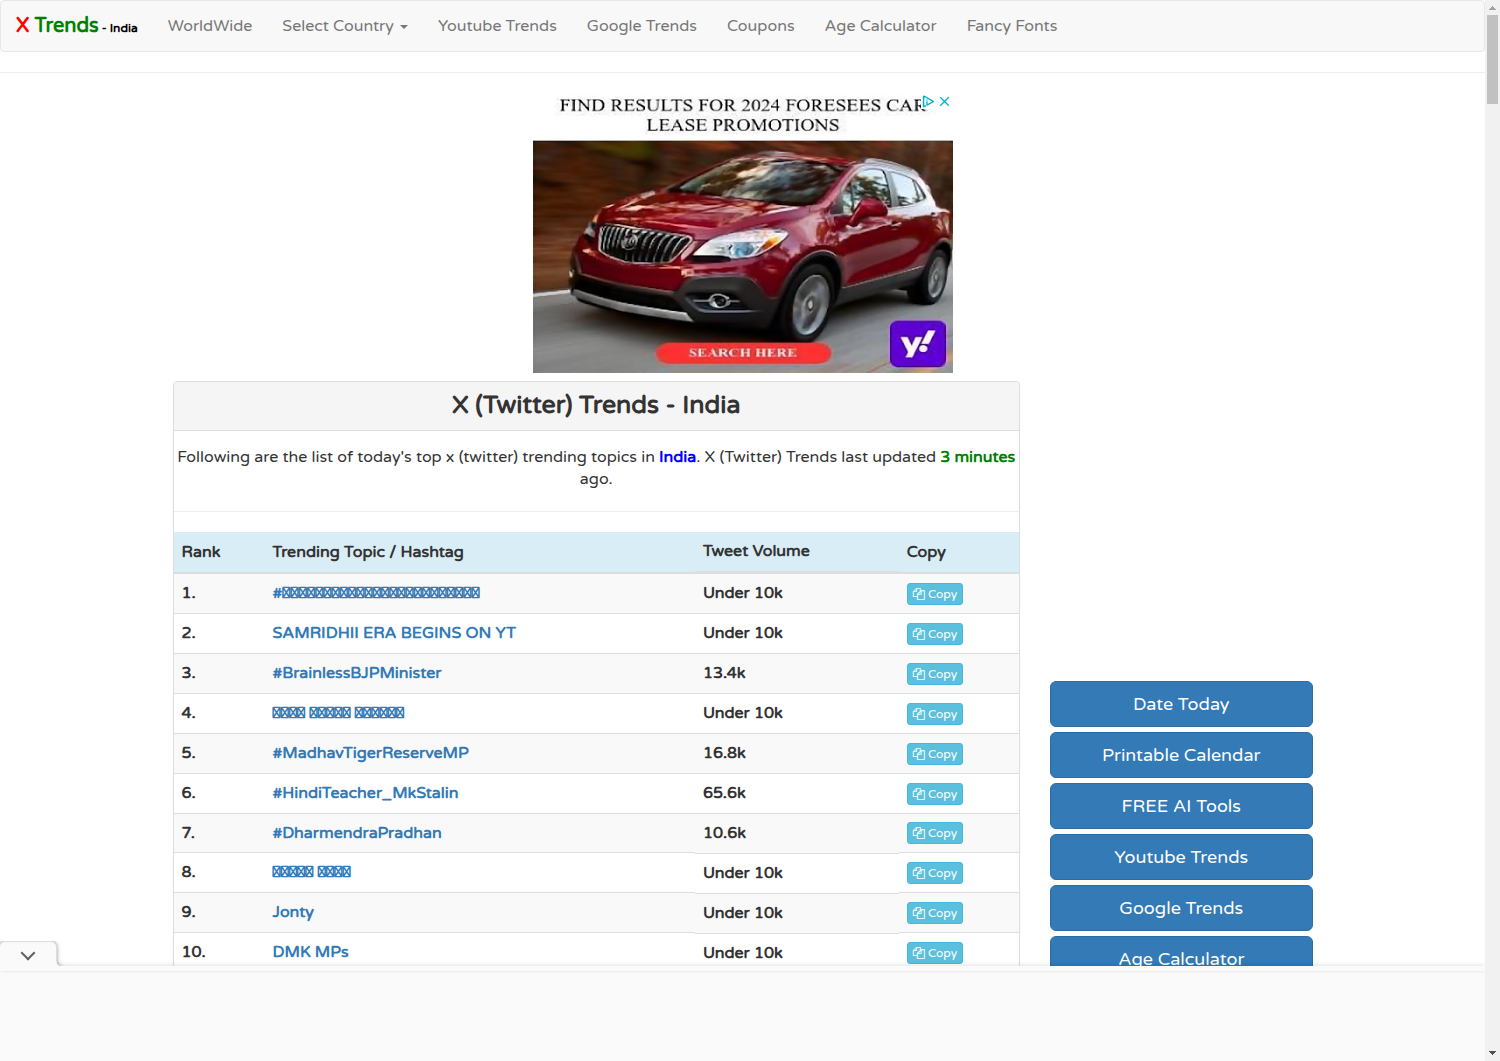 X Trends - India
WorldWide
Select Country
Youtube Trends
Google Trends
Coupons
Age Calculator
Fancy Fonts
FIND RESULTS FOR 2024 FORESEES CAR
LEASE PROMOTIONS
SEARCH HERE
y!
X (Twitter) Trends - India
Following are the list of today's top x (twitter) trending topics in India. X (Twitter) Trends last updated 3 minutes
ago.
Rank Trending Topic / Hashtag Tweet Volume Copy
1. # Under 10k Copy
2. SAMRIDHII ERA BEGINS ON YT Under 10k Copy
3. #BrainlessBJPMinister 13.4k Copy
4. Under 10k Copy
5. #MadhavTigerReserveMP 16.8k Copy
6. #HindiTeacher_MkStalin 65.6k Copy
7. #DharmendraPradhan 10.6k Copy
8. Under 10k Copy
9. Jonty Under 10k Copy
10. DMK MPs Under 10k Copy
Date Today
Printable Calendar
FREE AI Tools
Youtube Trends
Google Trends
Age Calculator